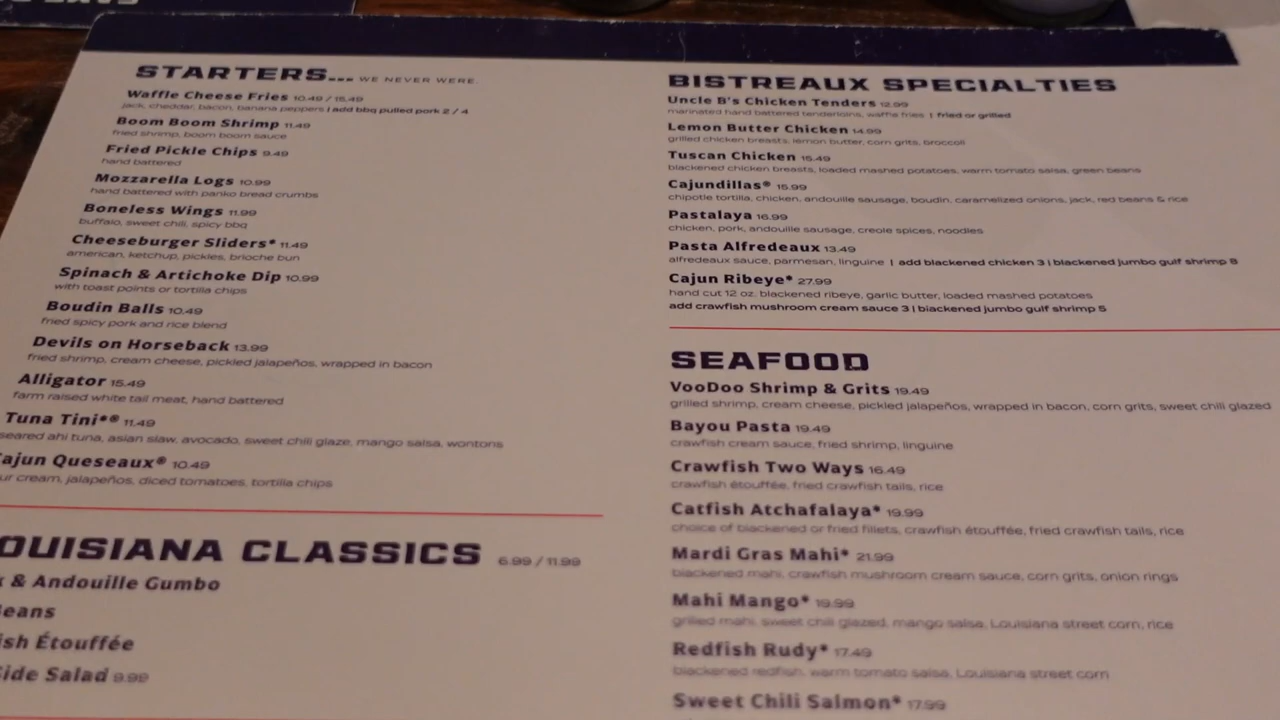 STARTERS... WE NEVER WERE.
Waffle Cheese Fries 10.49 / 15.49
jack, cheddar, bacon, banana peppers | add bbq pulled pork 2 / 4
Boom Boom Shrimp 11.49
fried shrimp, boom boom sauce
Fried Pickle Chips 9.49
hand battered
Mozzarella Logs 10.99
hand battered with panko bread crumbs
Boneless Wings 11.99
buffalo, sweet chili, spicy bbq
Cheeseburger Sliders* 11.49
american, ketchup, pickles, brioche bun
Spinach & Artichoke Dip 10.99
with toast points or tortilla chips
Boudin Balls 10.49
fried spicy pork and rice blend
Devils on Horseback 13.99
fried shrimp, cream cheese, pickled jalapeños, wrapped in bacon
Alligator 15.49
farm raised white tail meat, hand battered
Tuna Tini*® 11.49
seared ahi tuna, asian slaw, avocado, sweet chili glaze, mango salsa, wontons
ajun Queseaux® 10.49
ur cream, jalapeños, diced tomatoes, tortilla chips
OUISIANA CLASSICS 6.99 / 11.99
& Andouille Gumbo
eans
ish Étouffée
Side Salad 9.99
BISTREAUX SPECIALTIES
Uncle B's Chicken Tenders 12.99
marinated hand battered tenderloins, waffle fries | fried or grilled
Lemon Butter Chicken 14.99
grilled chicken breasts, lemon butter, corn grits, broccoli
Tuscan Chicken 15.49
blackened chicken breasts, loaded mashed potatoes, warm tomato salsa, green beans
Cajundillas® 15.99
chipotle tortilla, chicken, andouille sausage, boudin, caramelized onions, jack, red beans & rice
Pastalaya 16.99
chicken, pork, andouille sausage, creole spices, noodles
Pasta Alfredeaux 13.49
alfredeaux sauce, parmesan, linguine | add blackened chicken 3 | blackened jumbo gulf shrimp 8
Cajun Ribeye* 27.99
hand cut 12 oz. blackened ribeye, garlic butter, loaded mashed potatoes
add crawfish mushroom cream sauce 3 | blackened jumbo gulf shrimp 5
SEAFOOD
VooDoo Shrimp & Grits 19.49
grilled shrimp, cream cheese, pickled jalapeños, wrapped in bacon, corn grits, sweet chili glazed
Bayou Pasta 19.49
crawfish cream sauce, fried shrimp, linguine
Crawfish Two Ways 16.49
crawfish étouffée, fried crawfish tails, rice
Catfish Atchafalaya* 19.99
choice of blackened or fried fillets, crawfish étouffée, fried crawfish tails, rice
Mardi Gras Mahi* 21.99
blackened mahi, crawfish mushroom cream sauce, corn grits, onion rings
Mahi Mango* 19.99
grilled mahi, sweet chili glazed, mango salsa, Louisiana street corn, rice
Redfish Rudy* 17.49
blackened redfish, warm tomato salsa, Louisiana street corn
Sweet Chili Salmon* 17.99